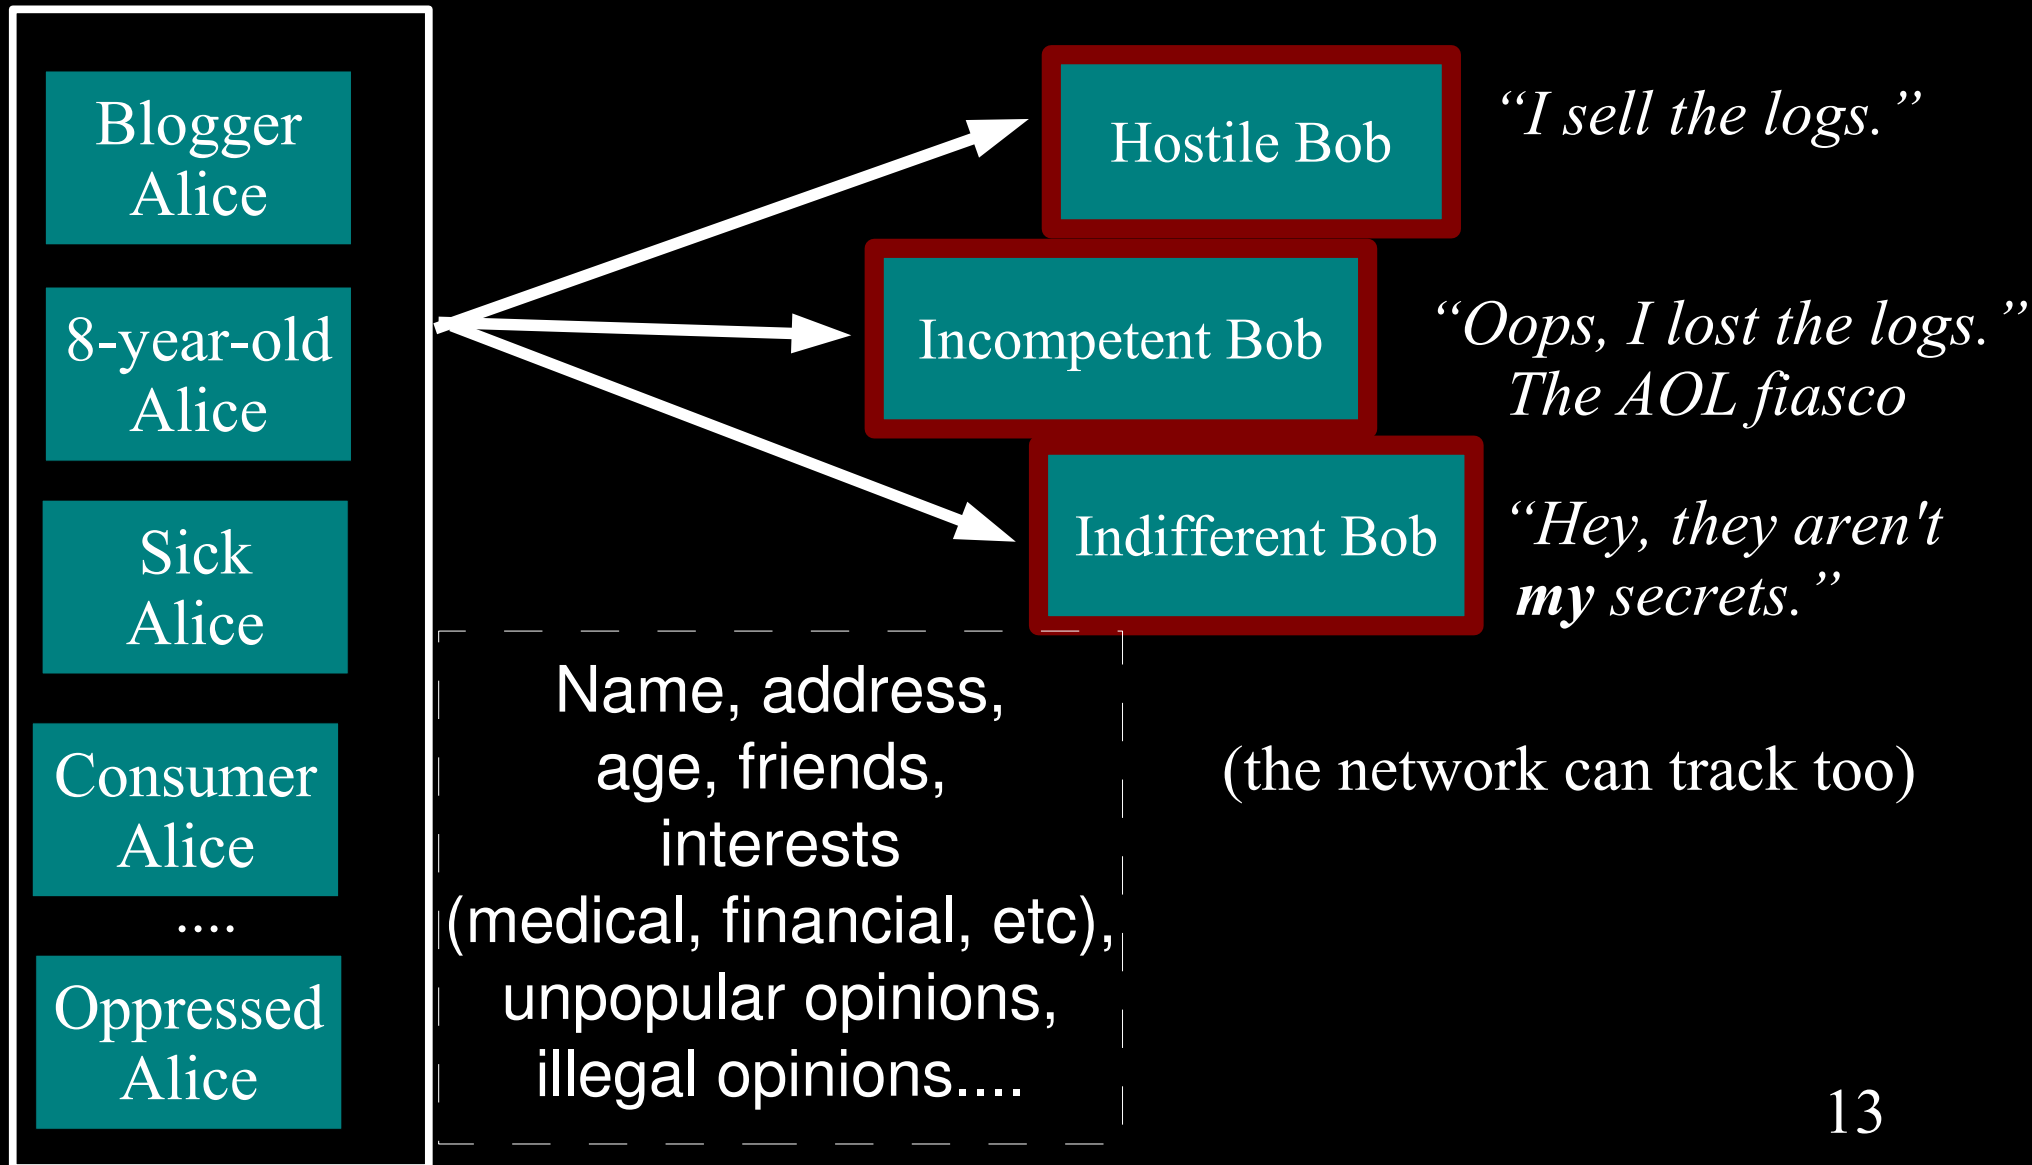 Blogger
Alice
8-year-old
Alice
Sick
Alice
Consumer
Alice
....
Oppressed
Alice
Hostile Bob
“I sell the logs.”
Incompetent Bob
“Oops, I lost the logs.”
The AOL fiasco
Indifferent Bob
“Hey, they aren't
my secrets.”
Name, address,
age, friends,
interests
(medical, financial, etc),
unpopular opinions,
illegal opinions....
(the network can track too)
13